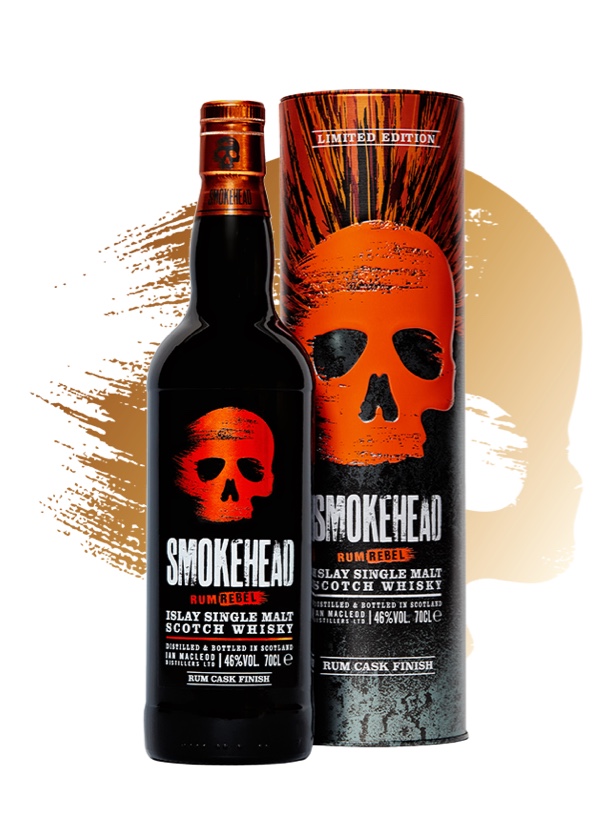 SMOKEHEAD
SMOKEHEAD
RUM REBEL
ISLAY SINGLE MALT
SCOTCH WHISKY
DISTILLED & BOTTLED IN SCOTLAND
IAN MACLEOD
DISTILLERS LTD
46%VOL. 70CL ℮
RUM CASK FINISH
LIMITED EDITION
SMOKEHEAD
RUM REBEL
ISLAY SINGLE MALT
SCOTCH WHISKY
DISTILLED & BOTTLED IN SCOTLAND
IAN MACLEOD
DISTILLERS LTD
46%VOL. 70CL ℮
RUM CASK FINISH